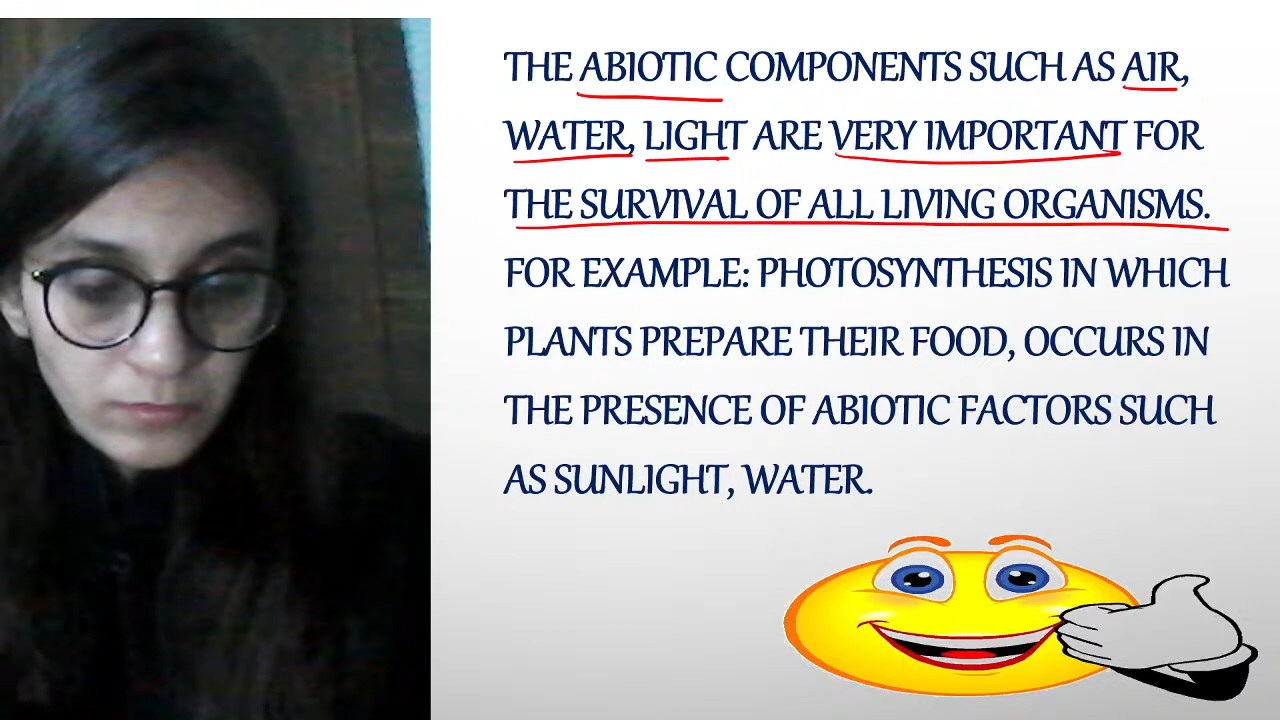 THE ABIOTIC COMPONENTS SUCH AS AIR,
WATER, LIGHT ARE VERY IMPORTANT FOR
THE SURVIVAL OF ALL LIVING ORGANISMS.
FOR EXAMPLE: PHOTOSYNTHESIS IN WHICH
PLANTS PREPARE THEIR FOOD, OCCURS IN
THE PRESENCE OF ABIOTIC FACTORS SUCH
AS SUNLIGHT, WATER.